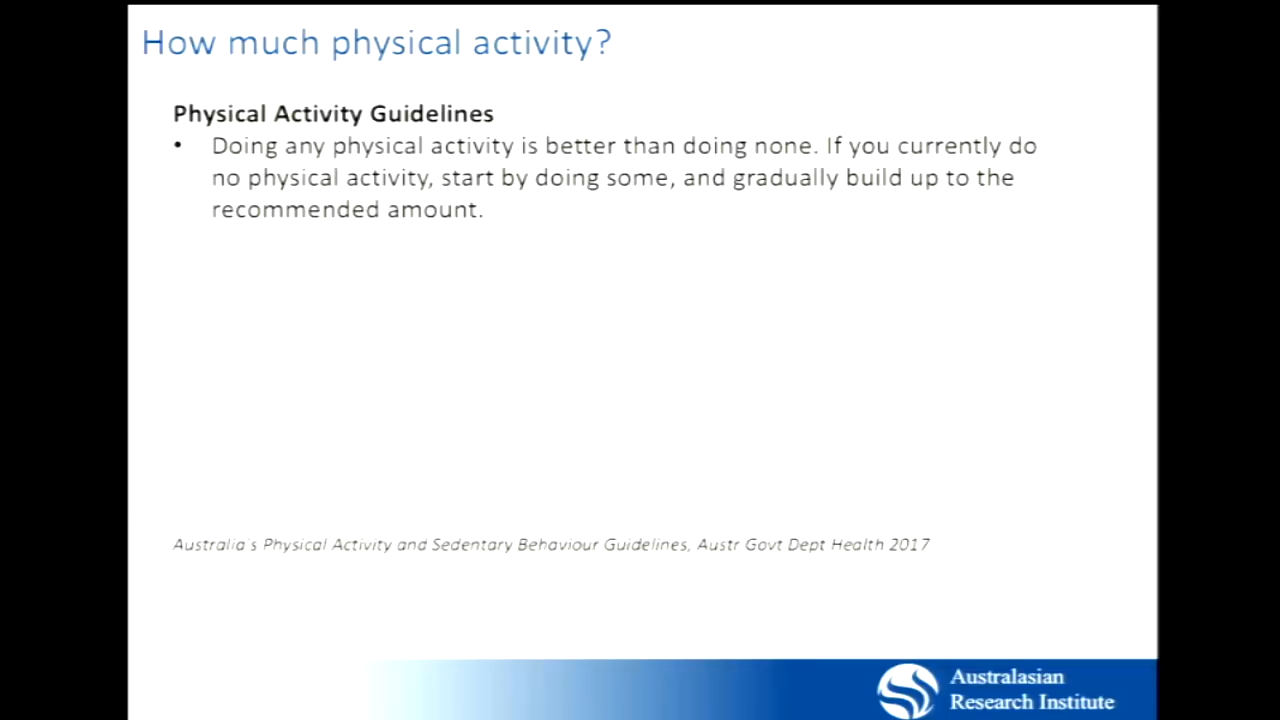 How much physical activity?
Physical Activity Guidelines
• Doing any physical activity is better than doing none. If you currently do
no physical activity, start by doing some, and gradually build up to the
recommended amount.
Australia's Physical Activity and Sedentary Behaviour Guidelines, Austr Govt Dept Health 2017
Australasian
Research Institute